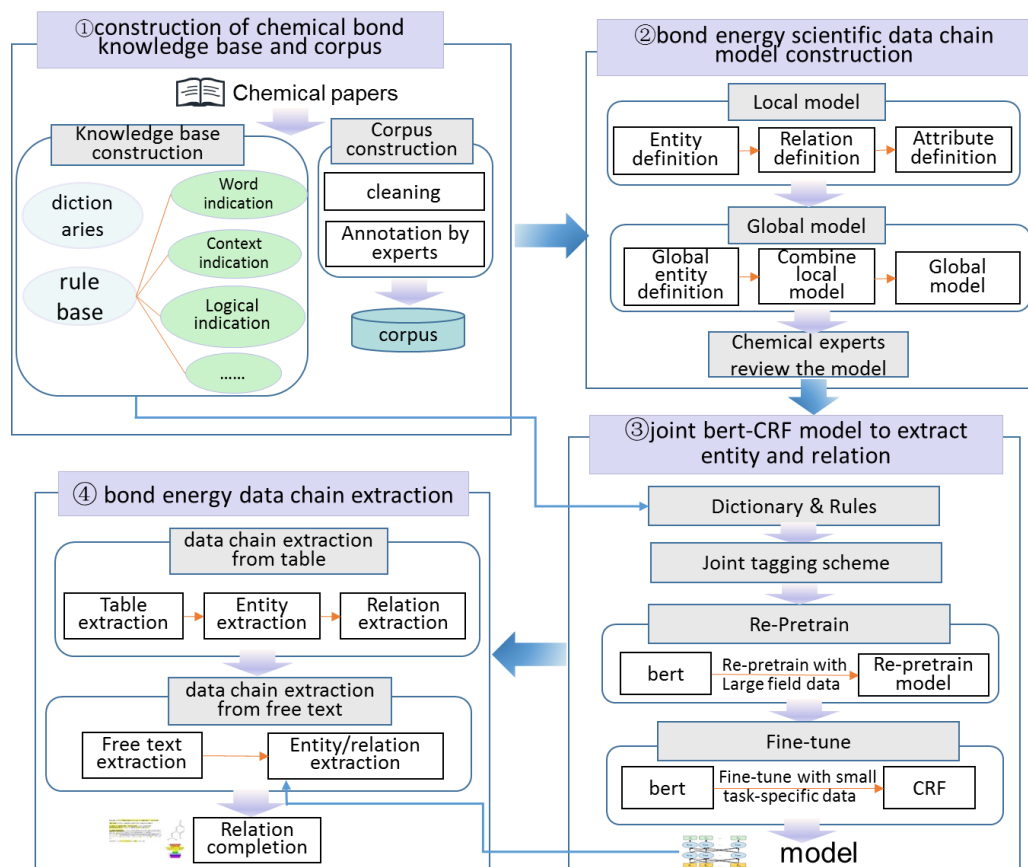 ①construction of chemical bond
knowledge base and corpus
Chemical papers
Knowledge base
construction
diction
aries
rule
base
Word
indication
Context
indication
Logical
indication
......
Corpus
construction
cleaning
Annotation by
experts
corpus
②bond energy scientific data chain
model construction
Local model
Entity
definition
Relation
definition
Attribute
definition
Global model
Global
entity
definition
Combine
local
model
Global
model
Chemical experts
review the model
③joint bert-CRF model to extract
entity and relation
Dictionary & Rules
Joint tagging scheme
Re-Pretrain
bert
Re-pretrain with
Large field data
Re-pretrain
model
Fine-tune
bert
Fine-tune with small
task-specific data
CRF
model
④ bond energy data chain extraction
data chain extraction
from table
Table
extraction
Entity
extraction
Relation
extraction
data chain extraction
from free text
Free text
extraction
Entity/relation
extraction
Relation
completion